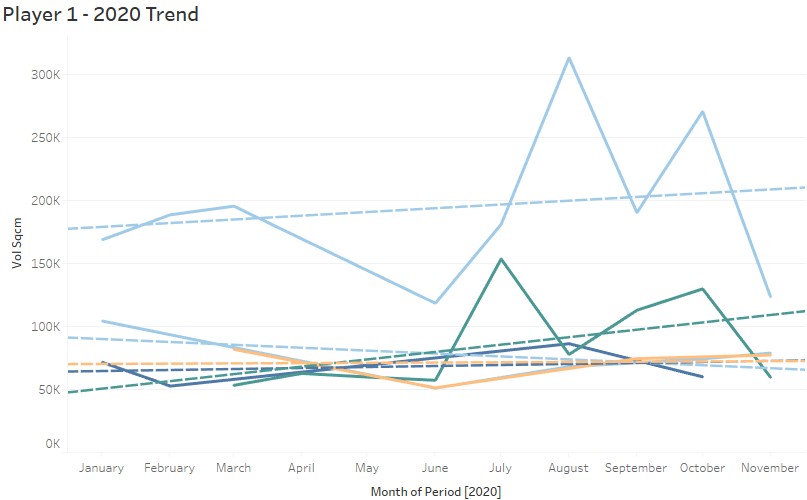 Player 1 - 2020 Trend
300K
250K
200K
150K
100K
50K
0K
Vol Sqcm
January February March April May June July August September October November
Month of Period [2020]